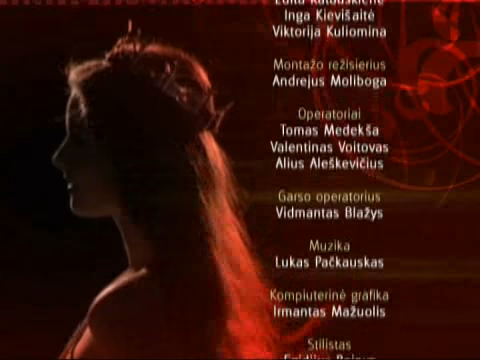 Inga Kievišaitė
Viktorija Kuliomina
Montažo režisierius
Andrejus Moliboga
Operatoriai
Tomas Medekša
Valentinas Voitovas
Alius Aleškevičius
Garso operatorius
Vidmantas Blažys
Muzika
Lukas Pačkauskas
Kompiuterinė grafika
Irmantas Mažuolis
Stilistas